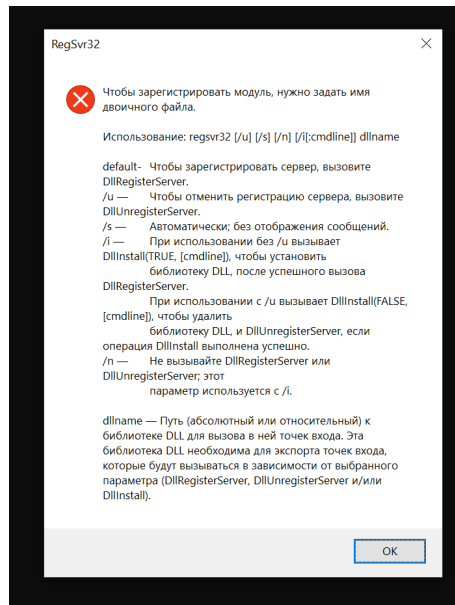 RegSvr32
Чтобы зарегистрировать модуль, нужно задать имя
двоичного файла.
Использование: regsvr32 [/u] [/s] [/n] [/i[:cmdline]] dllname
default- Чтобы зарегистрировать сервер, вызовите
DllRegisterServer.
/u — Чтобы отменить регистрацию сервера, вызовите
DllUnregisterServer.
/s — Автоматически; без отображения сообщений.
/i — При использовании без /u вызывает
DllInstall(TRUE, [cmdline]), чтобы установить
библиотеку DLL, после успешного вызова
DllRegisterServer.
При использовании с /u вызывает DllInstall(FALSE,
[cmdline]), чтобы удалить
библиотеку DLL, и DllUnregisterServer, если
операция DllInstall выполнена успешно.
/n — Не вызывайте DllRegisterServer или
DllUnregisterServer; этот
параметр используется с /i.
dllname — Путь (абсолютный или относительный) к
библиотеке DLL для вызова в ней точек входа. Эта
библиотека DLL необходима для экспорта точек входа,
которые будут вызываться в зависимости от выбранного
параметра (DllRegisterServer, DllUnregisterServer и/или
DllInstall).
OK